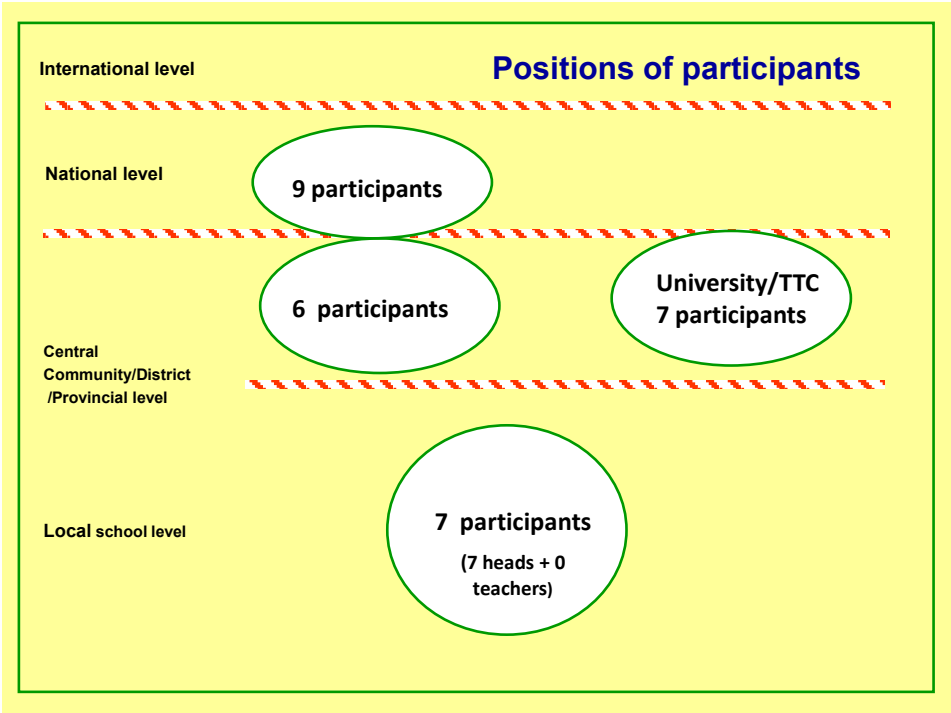 International level
Positions of participants
National level
9 participants
6 participants
University/TTC
7 participants
Central
Community/District
/Provincial level
Local school level
7 participants
(7 heads + 0
teachers)